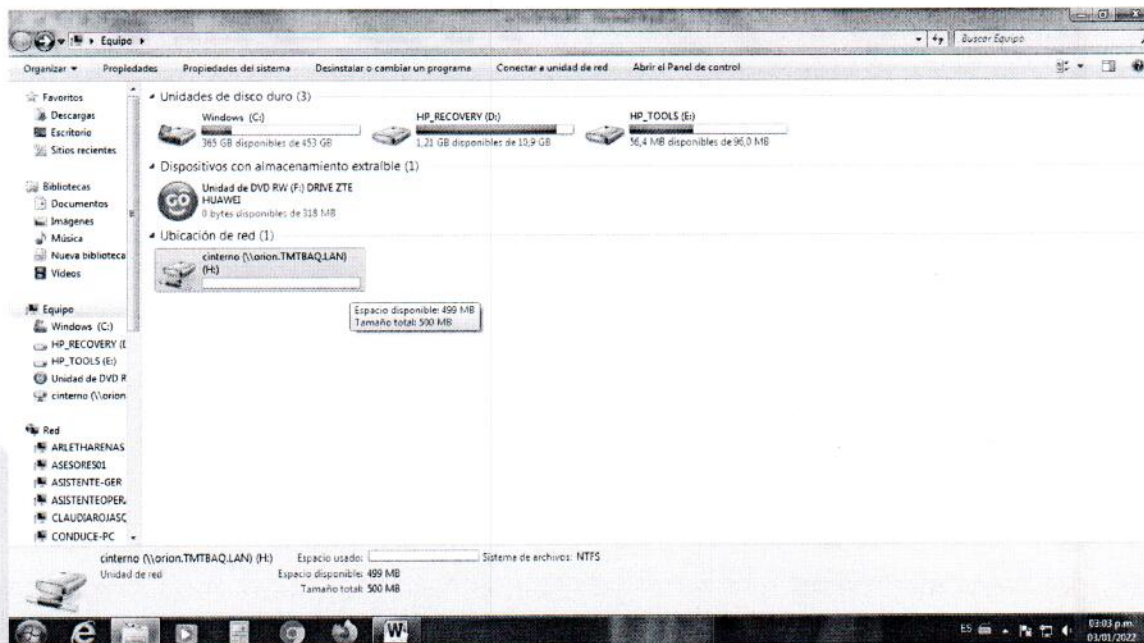 Equipo
Buscar Equipo
Organizar Propiedades Propiedades del sistema Desinstalar o cambiar un programa Conectar a unidad de red Abrir el Panel de control
Favoritos
Descargas
Escritorio
Sitios recientes
Bibliotecas
Documentos
Imágenes
Música
Nueva biblioteca
Vídeos
Equipo
Windows (C:)
HP_RECOVERY (D
HP_TOOLS (E:)
Unidad de DVD R
cinterno (\\orion
Red
ARLETHARENAS
ASESORES01
ASISTENTE-GER
ASISTENTEOPER
CLAUDIAROJASC
CONDUCE-PC
Unidades de disco duro (3)
Windows (C:)
365 GB disponibles de 453 GB
HP_RECOVERY (D:)
1,21 GB disponibles de 10,9 GB
HP_TOOLS (E:)
56,4 MB disponibles de 96,0 MB
Dispositivos con almacenamiento extraíble (1)
GO
Unidad de DVD RW (F:) DRIVE ZTE
HUAWEI
0 bytes disponibles de 318 MB
Ubicación de red (1)
cinterno (\\orion.TMTBAQ.LAN)
(H:)
Espacio disponible: 499 MB
Tamaño total: 500 MB
cinterno (\\orion.TMTBAQ.LAN) (H:)
Unidad de red
Espacio usado:
Espacio disponible: 499 MB
Tamaño total: 500 MB
Sistema de archivos: NTFS
W
ES
03:03 p.m.
03/01/2022